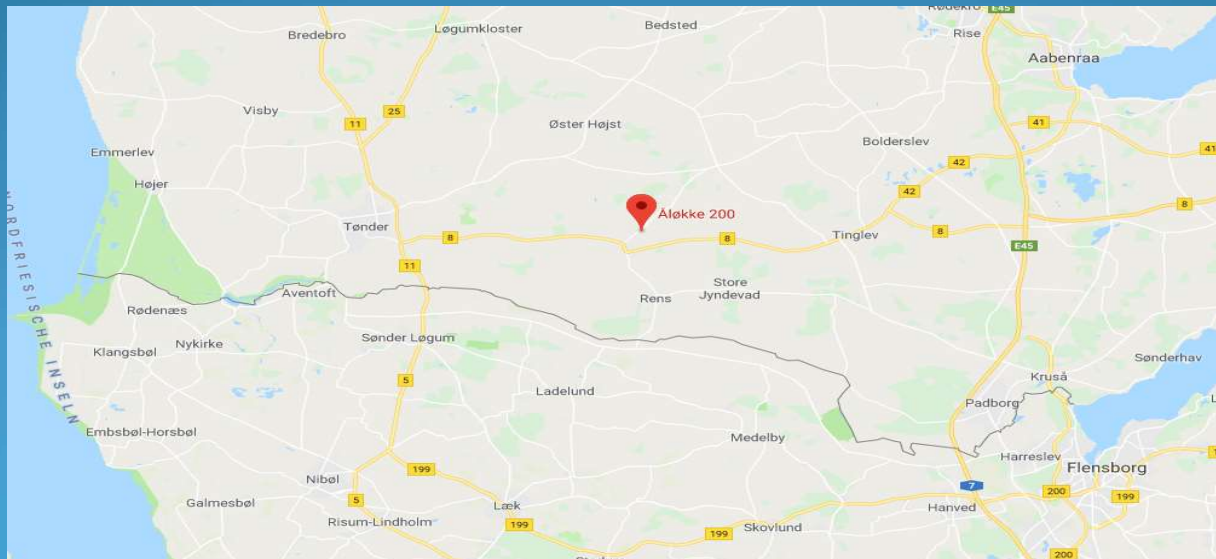 Rødekro
E45
Bedsted
Løgumkloster
Bredebro
Rise
Aabenraa
25
Visby
11
Øster Højst
41
Bolderslev
41
Emmerlev
42
Højer
42
Åløkke 200
8
Tønder
8
8
Tinglev
8
E45
11
Store
Jyndevad
Aventoft
Rens
Rødenæs
NORDFRIESISCHE INSELN
Nykirke
Sønder Løgum
Klangsbøl
Sønderhav
5
Kruså
Ladelund
Padborg
Embsbøl-Horsbøl
Medelby
Harreslev
199
Flensborg
Nibøl
7
200
199
5
Galmesbøl
Læk
Hanved
Risum-Lindholm
199
Skovlund
199
200